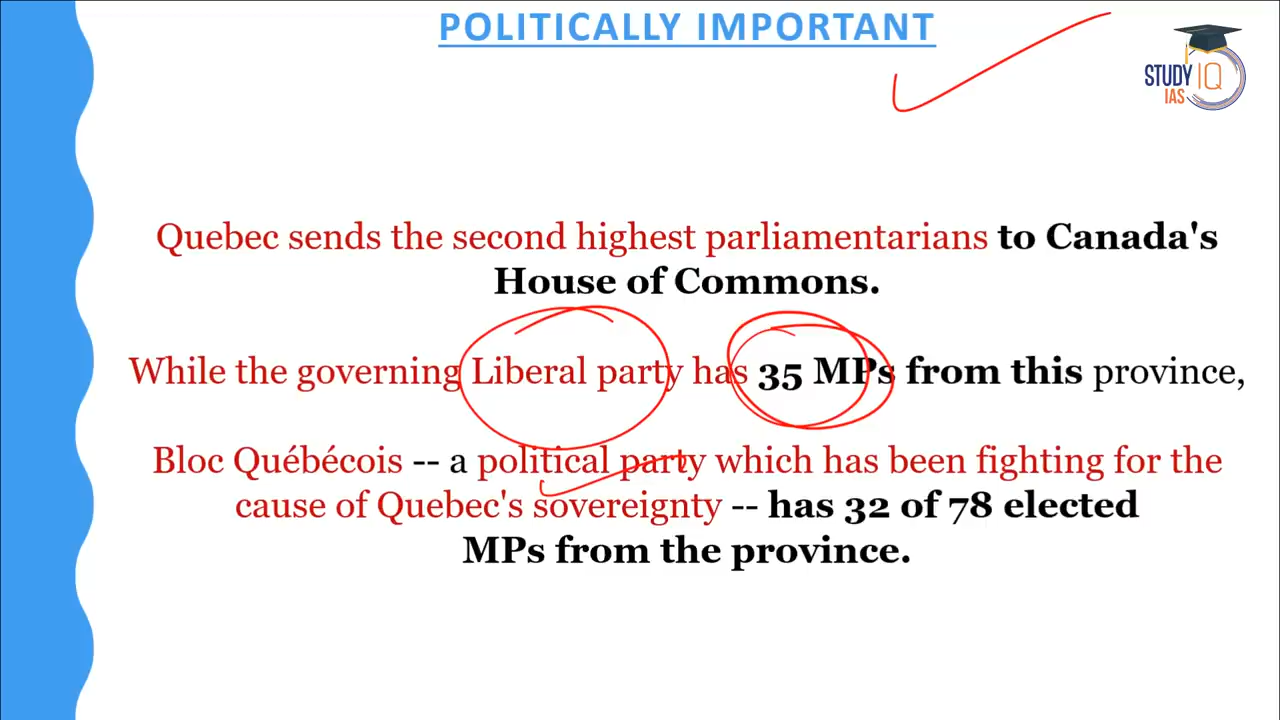 POLITICALLY IMPORTANT
STUDY IQ
IAS
Quebec sends the second highest parliamentarians to Canada's
House of Commons.
While the governing Liberal party has 35 MPs from this province,
Bloc Québécois -- a political party which has been fighting for the
cause of Quebec's sovereignty -- has 32 of 78 elected
MPs from the province.